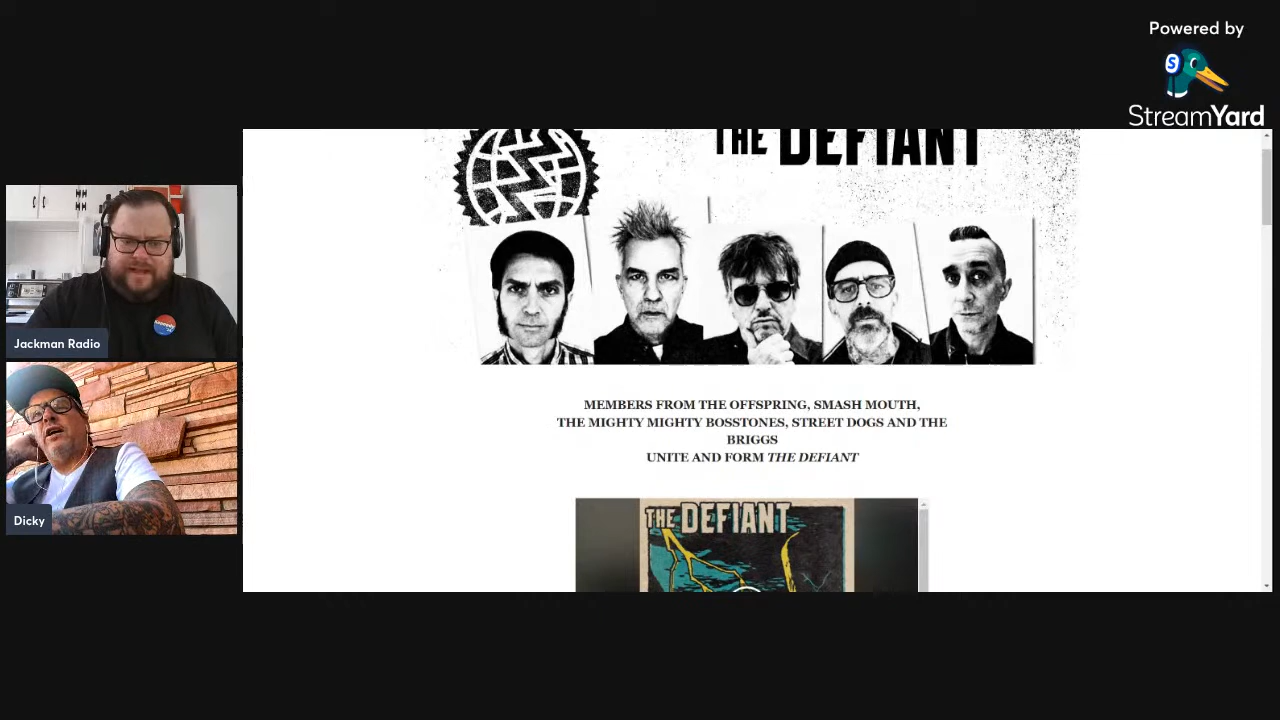 Powered by
S
StreamYard
THE DEFIANT
Jackman Radio
MEMBERS FROM THE OFFSPRING, SMASH MOUTH,
THE MIGHTY MIGHTY BOSSTONES, STREET DOGS AND THE
BRIGGS
UNITE AND FORM THE DEFIANT
THE DEFIANT
Dicky